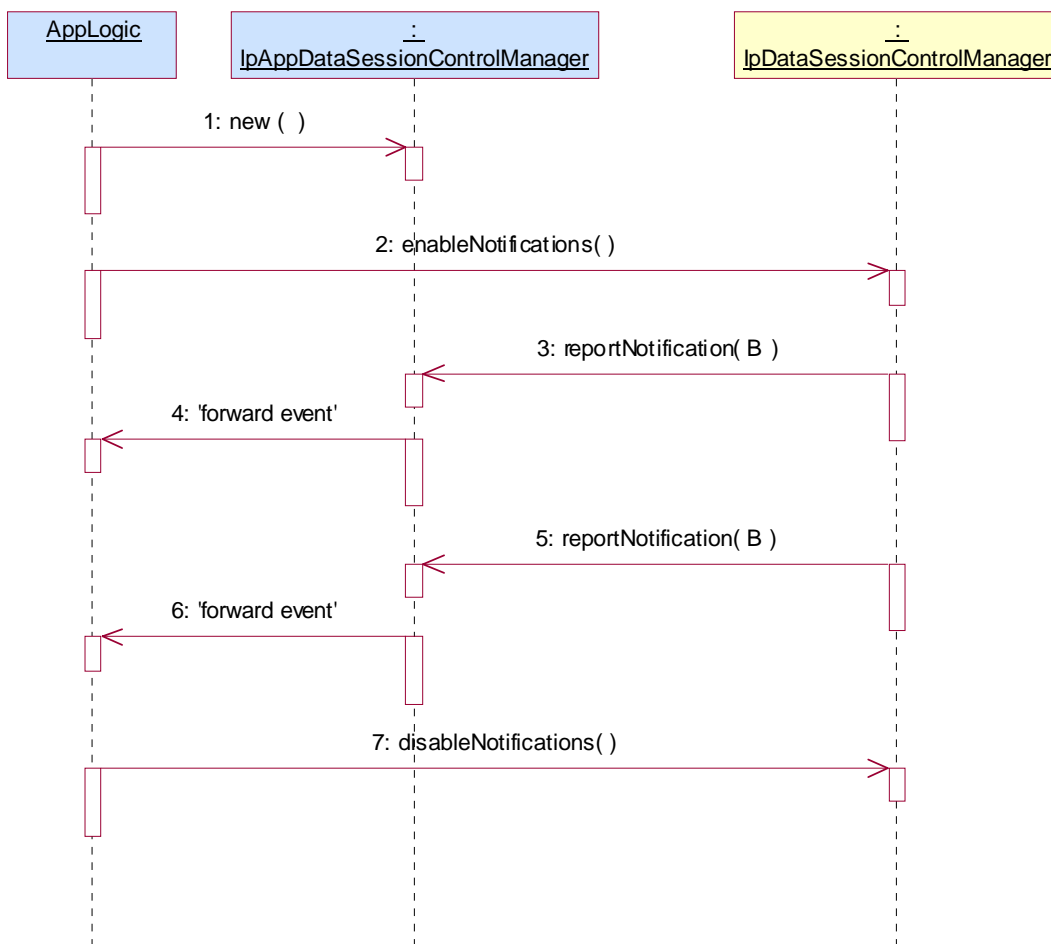 AppLogic
:
IpAppDataSessionControlManager
:
IpDataSessionControlManager
1: new ( )
2: enableNotifications( )
3: reportNotification( B )
4: 'forward event'
5: reportNotification( B )
6: 'forward event'
7: disableNotifications( )